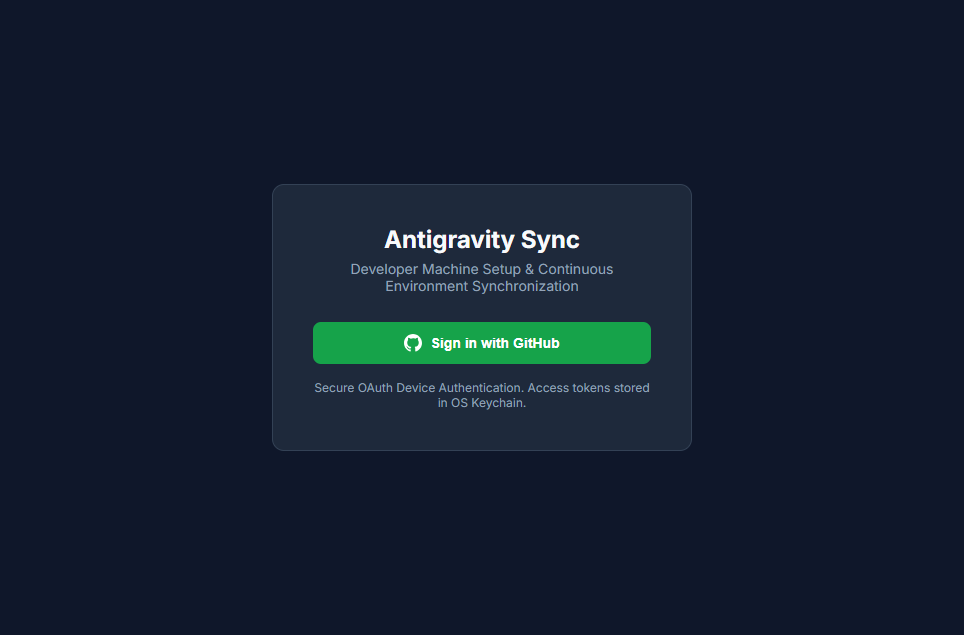 Antigravity Sync
Developer Machine Setup & Continuous
Environment Synchronization
Sign in with GitHub
Secure OAuth Device Authentication. Access tokens stored
in OS Keychain.